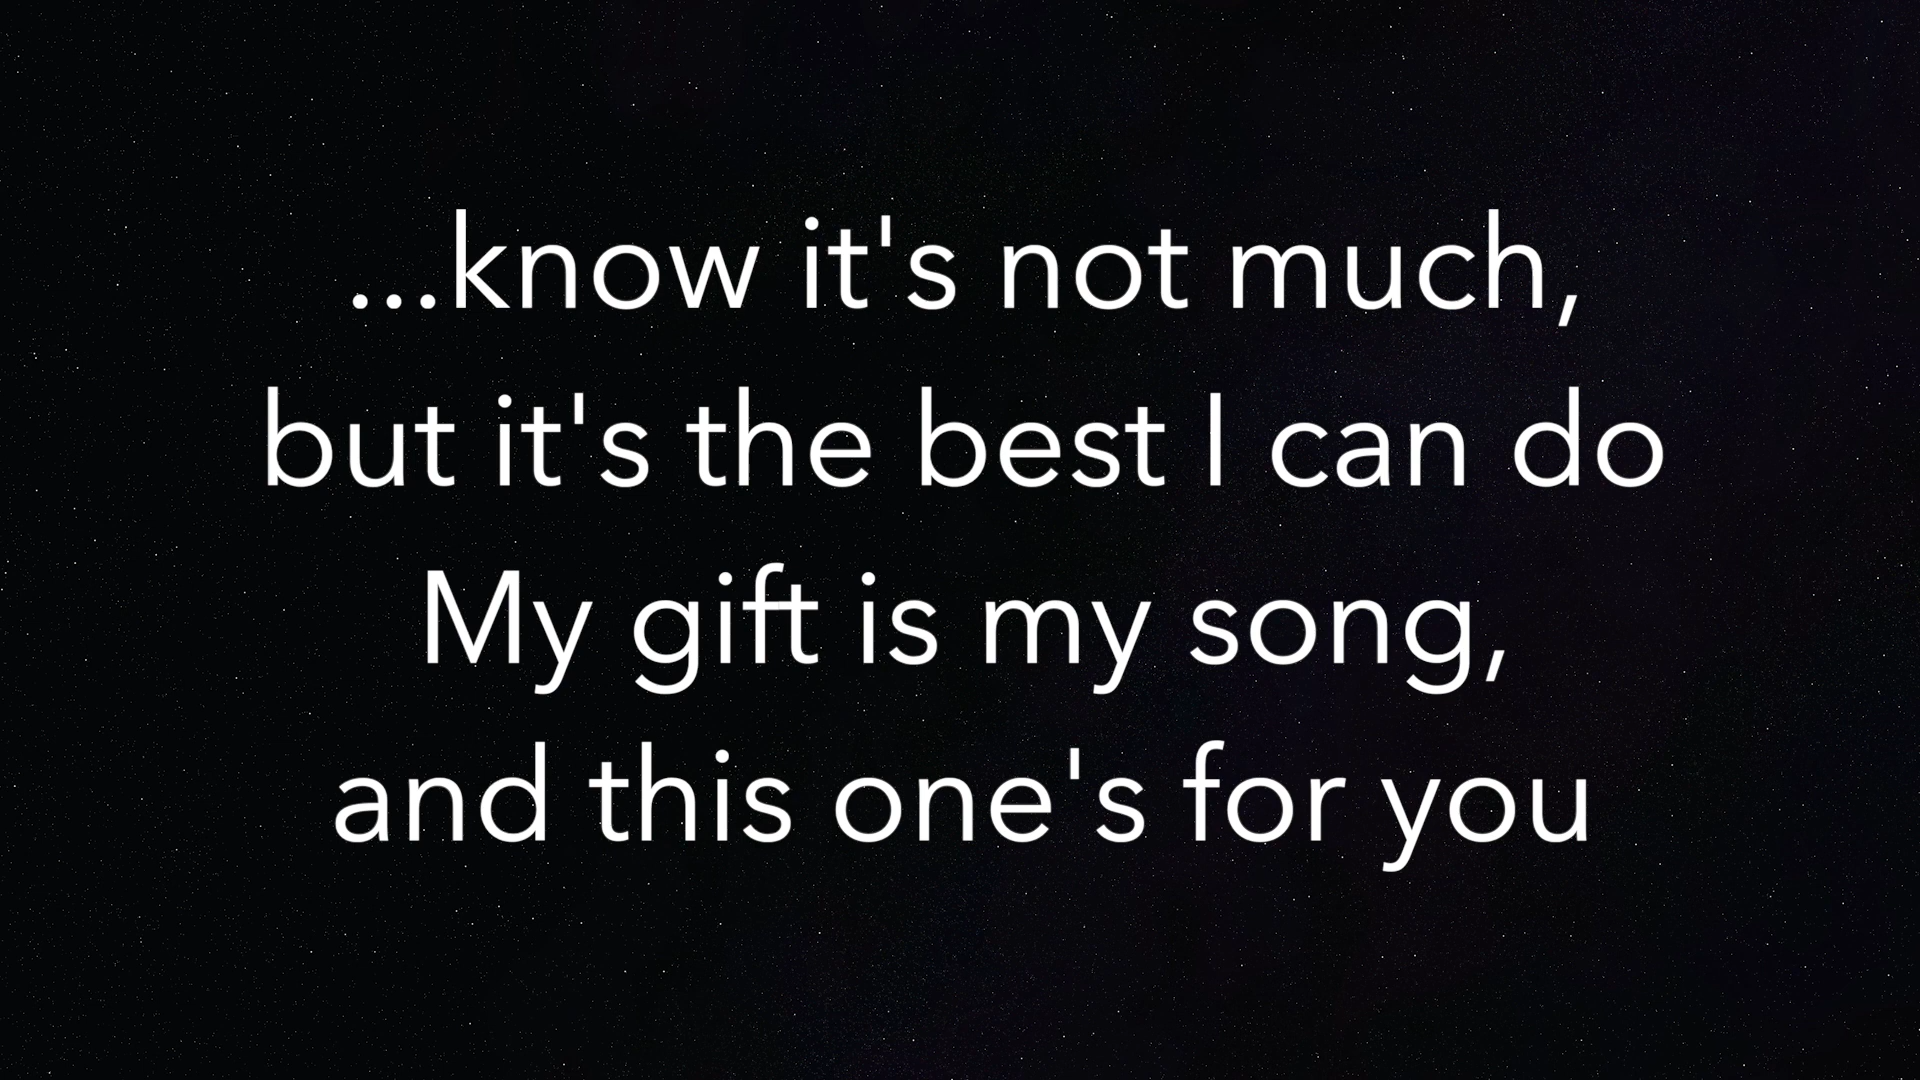 ...know it's not much,
but it's the best I can do
My gift is my song,
and this one's for you